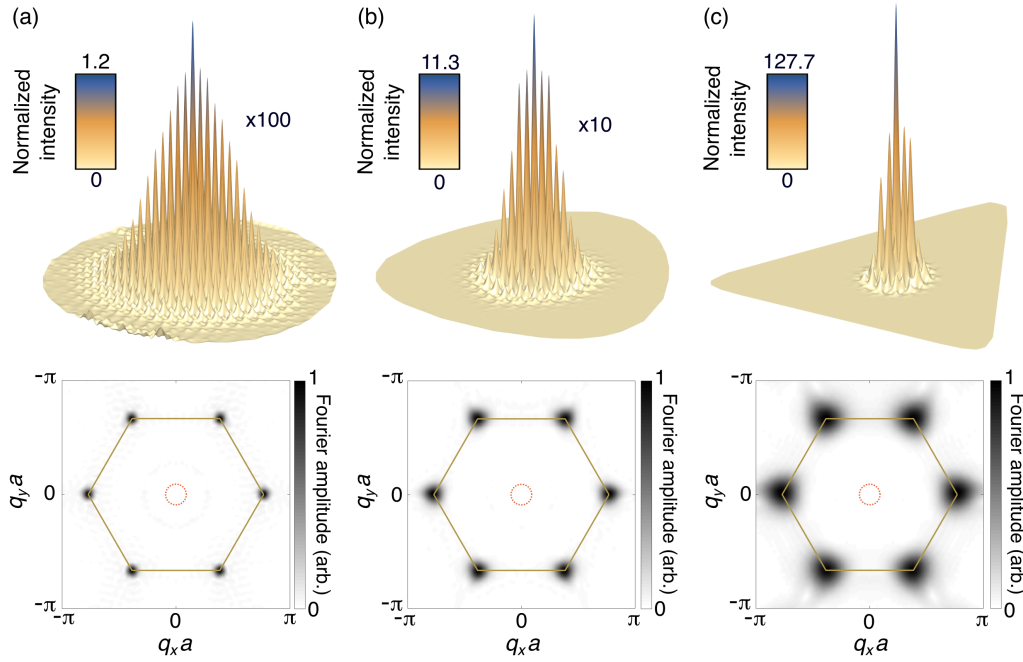 (a)
Normalized
intensity
1.2
0
x100
(b)
Normalized
intensity
11.3
0
x10
(c)
Normalized
intensity
127.7
0
-π
0
-π
q_y a
-π
0
π
q_x a
1
0
Fourier amplitude (arb.)
-π
0
-π
q_y a
-π
0
π
q_x a
1
0
Fourier amplitude (arb.)
-π
0
-π
q_y a
-π
0
π
q_x a
1
0
Fourier amplitude (arb.)